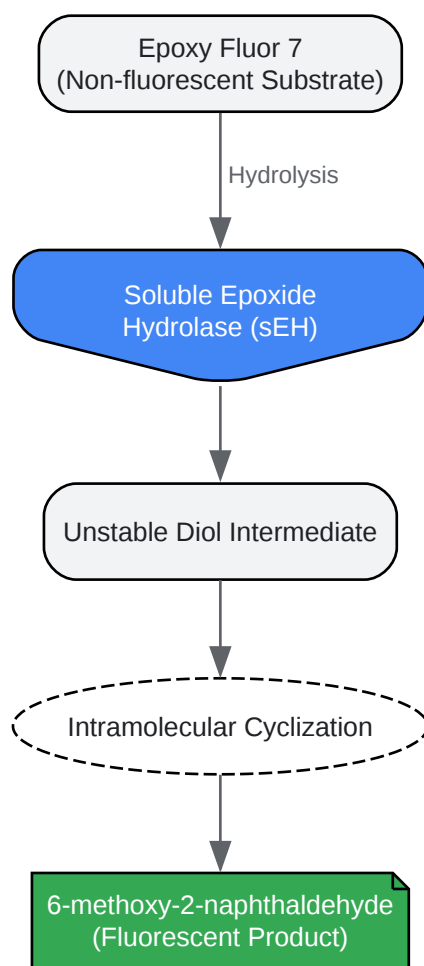 Epoxy Fluor 7
(Non-fluorescent Substrate)
Hydrolysis
Soluble Epoxide
Hydrolase (sEH)
Unstable Diol Intermediate
Intramolecular Cyclization
6-methoxy-2-naphthaldehyde
(Fluorescent Product)